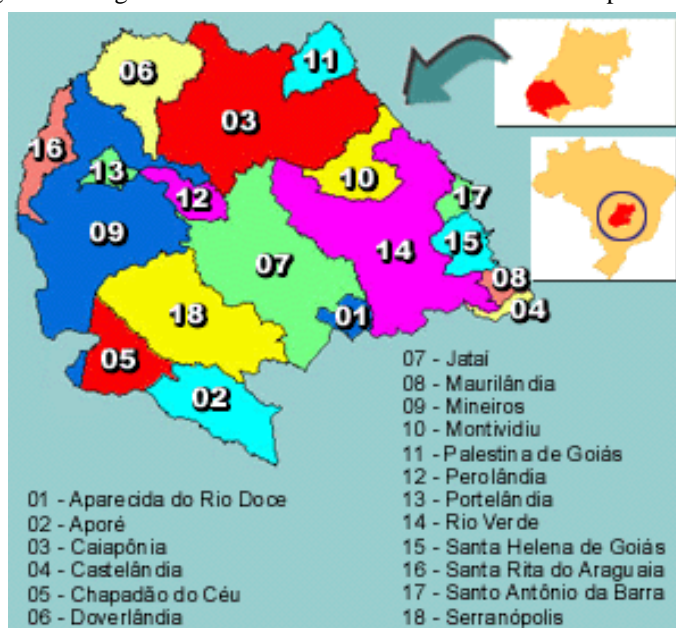 06
11
03
16
13
12
10
17
09
14
15
07
08
04
01
18
05
02
07 - Jataí
08 - Maurilândia
09 - Mineiros
10 - Montividiu
11 - Palestina de Goiás
12 - Perolândia
13 - Portelândia
14 - Rio Verde
15 - Santa Helena de Goiás
16 - Santa Rita do Araguaia
17 - Santo Antônio da Barra
18 - Serranópolis
01 - Aparecida do Rio Doce
02 - Aporé
03 - Caiapônia
04 - Castelândia
05 - Chapadão do Céu
06 - Doverlândia